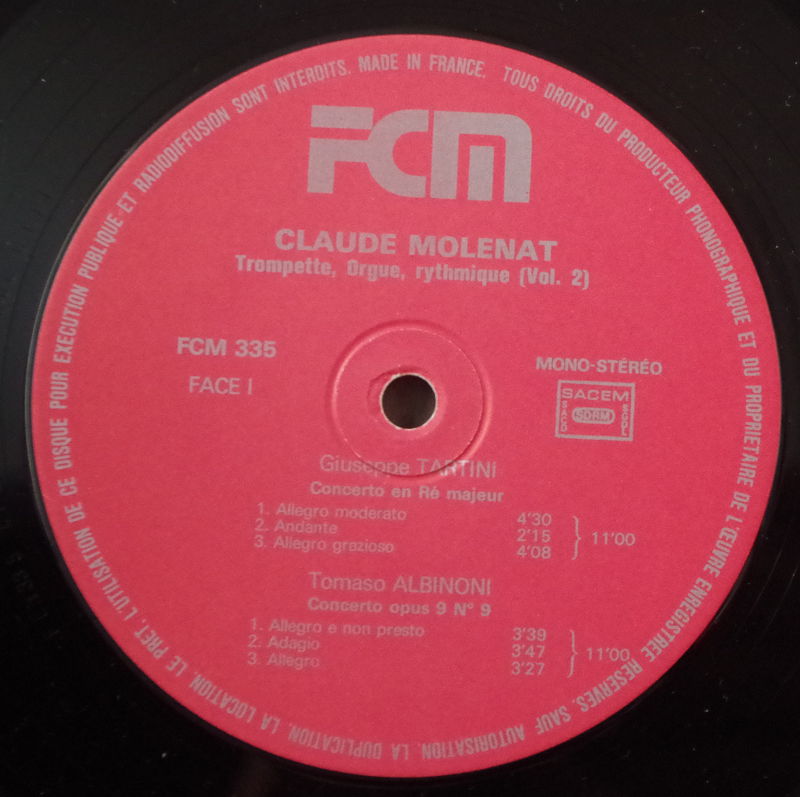 FCM
CLAUDE MOLENAT
Trompette, Orgue, rythmique (Vol. 2)
FCM 335
FACE I
MONO-STÉRÉO
SACEM
SACD SDRM SGDL
Giuseppe TARTINI
Concerto en Ré majeur
1. Allegro moderato 4'30
2. Andante 2'15 11'00
3. Allegro grazioso 4'08
Tomaso ALBINONI
Concerto opus 9 N° 9
1. Allegro e non presto 3'39
2. Adagio 3'47 11'00
3. Allegro 3'27
TOUS DROITS DU PRODUCTEUR PHONOGRAPHIQUE ET DU PROPRIETAIRE DE L'ŒUVRE ENREGISTREE RESERVES. SAUF AUTORISATION, LA DUPLICATION, LA LOCATION, LE PRET, L'UTILISATION DE CE DISQUE POUR EXECUTION PUBLIQUE ET RADIODIFFUSION SONT INTERDITS. MADE IN FRANCE.